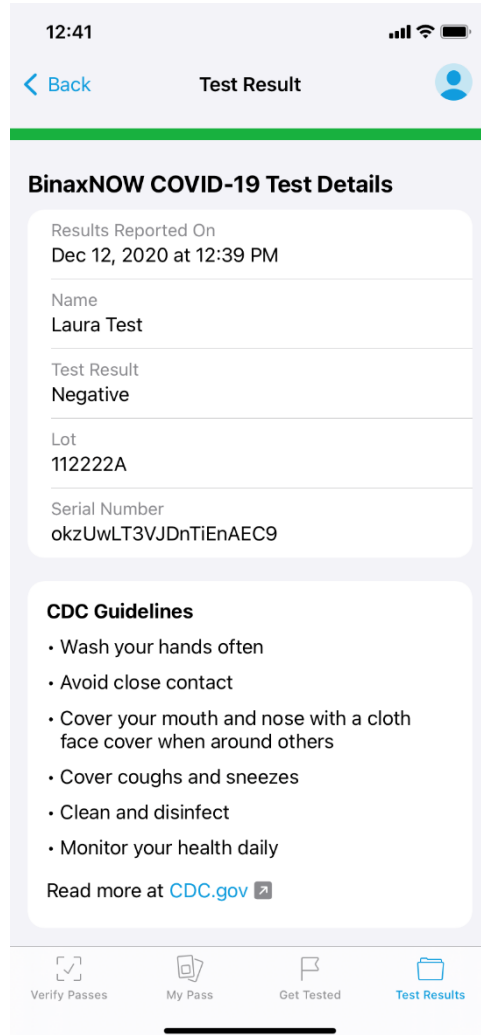 12:41
Back
Test Result
BinaxNOW COVID-19 Test Details
Results Reported On
Dec 12, 2020 at 12:39 PM
Name
Laura Test
Test Result
Negative
Lot
112222A
Serial Number
okzUwLT3VJDnTiEnAEC9
CDC Guidelines
• Wash your hands often
• Avoid close contact
• Cover your mouth and nose with a cloth
face cover when around others
• Cover coughs and sneezes
• Clean and disinfect
• Monitor your health daily
Read more at CDC.gov
Verify Passes
My Pass
Get Tested
Test Results